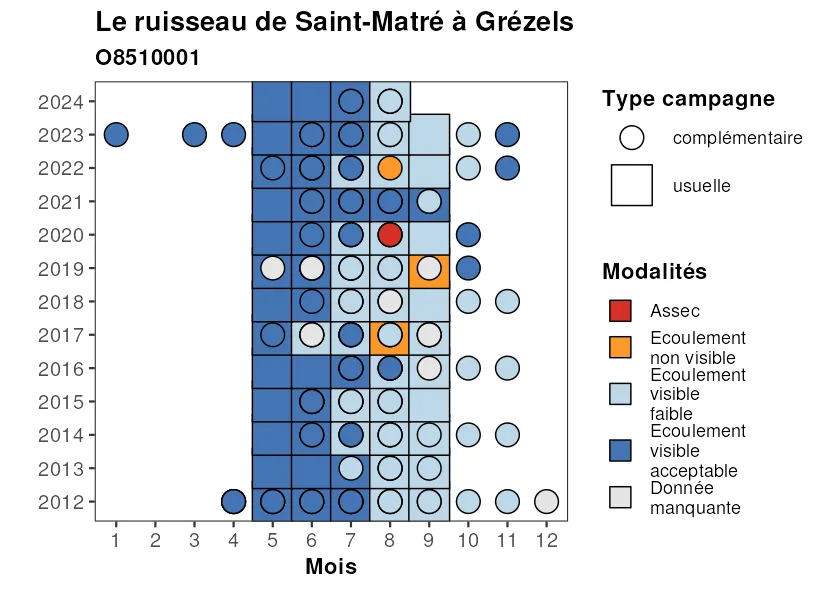 Le ruisseau de Saint-Matré à Grézels
O8510001
2024
2023
2022
2021
2020
2019
2018
2017
2016
2015
2014
2013
2012
1 2 3 4 5 6 7 8 9 10 11 12
Mois
Type campagne
complémentaire
usuelle
Modalités
Assec
Ecoulement
non visible
Ecoulement
visible
faible
Ecoulement
visible
acceptable
Donnée
manquante